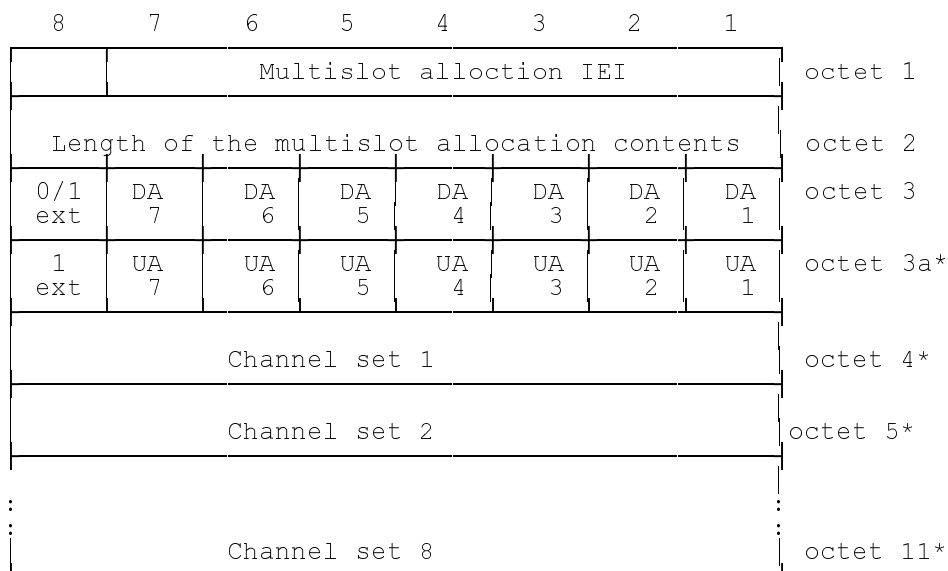 8 7 6 5 4 3 2 1
Multislot alloction IEI octet 1
Length of the multislot allocation contents octet 2
0/1 DA DA DA DA DA DA DA octet 3
ext 7 6 5 4 3 2 1
1 UA UA UA UA UA UA UA octet 3a*
ext 7 6 5 4 3 2 1
Channel set 1 octet 4*
Channel set 2 octet 5*
: :
: :
Channel set 8 octet 11*